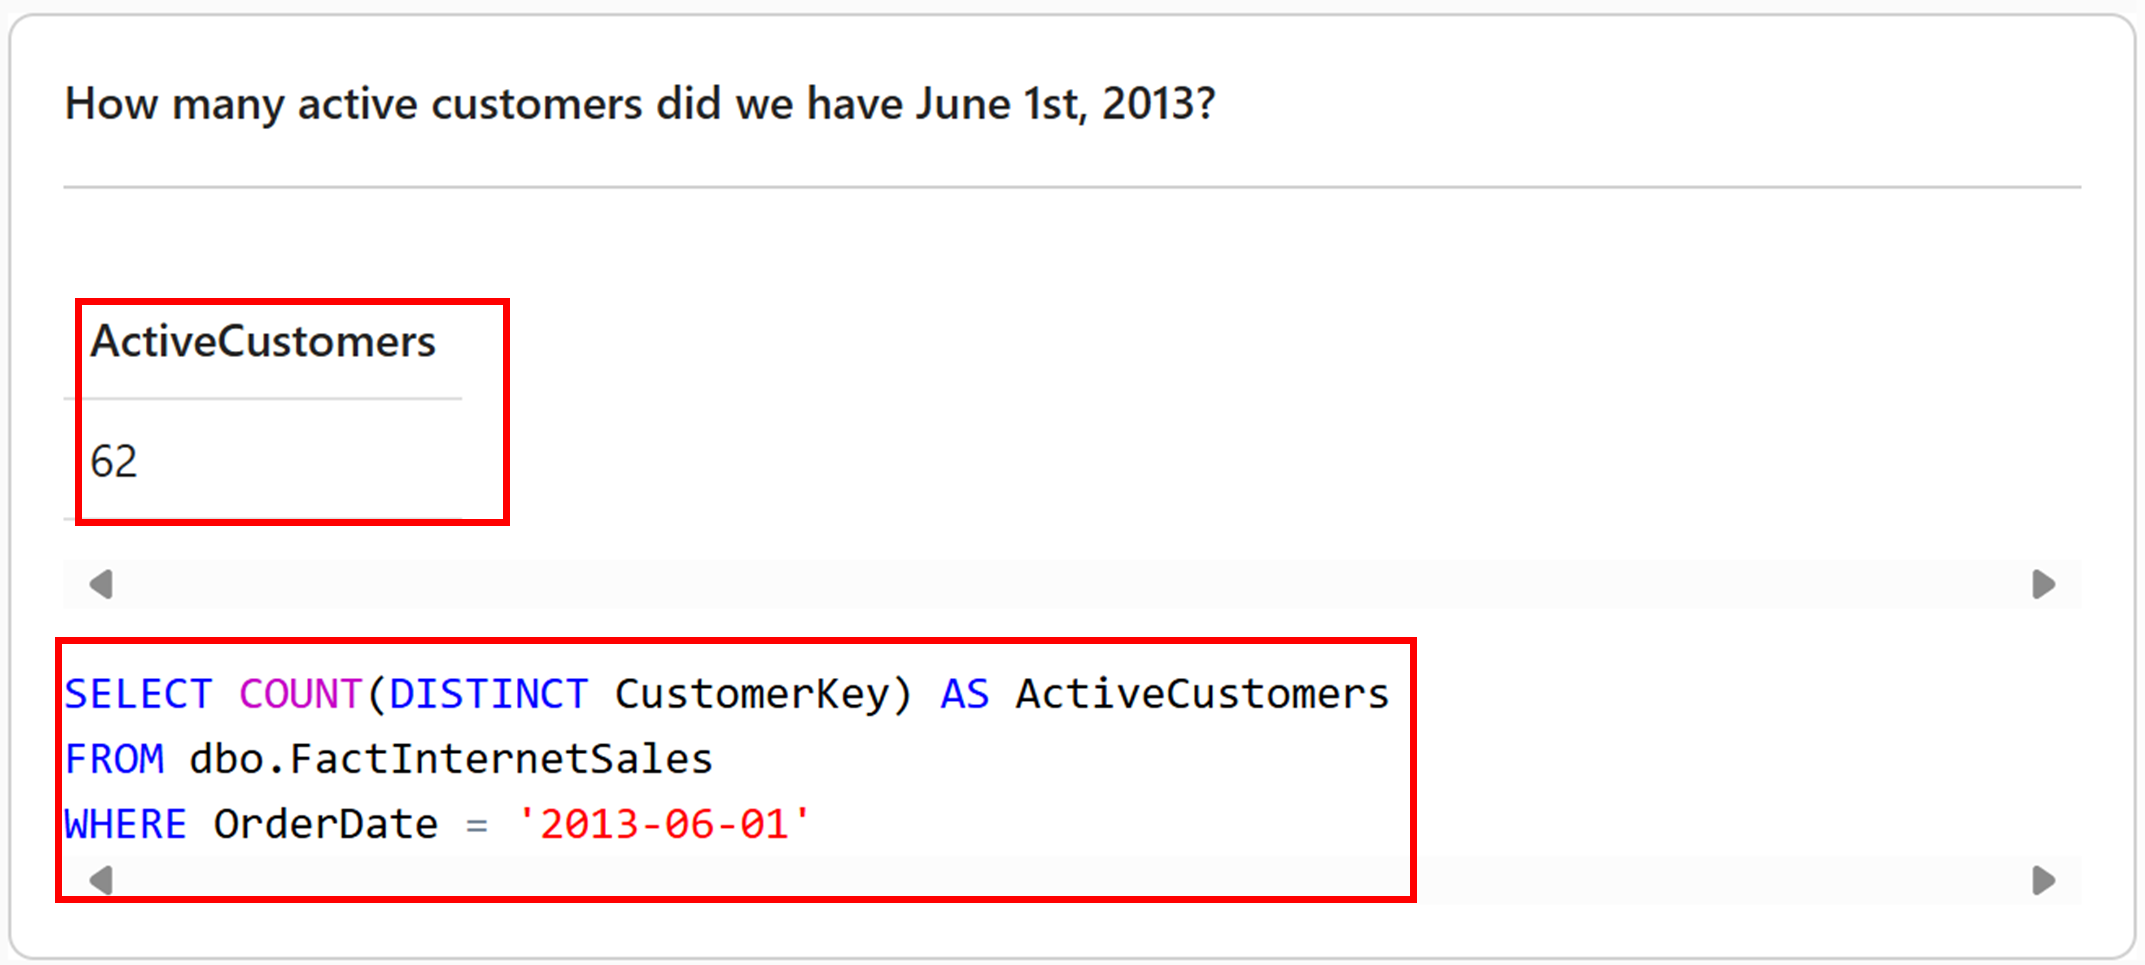 How many active customers did we have June 1st, 2013?
ActiveCustomers
62
SELECT COUNT(DISTINCT CustomerKey) AS ActiveCustomers
FROM dbo.FactInternetSales
WHERE OrderDate = '2013-06-01'